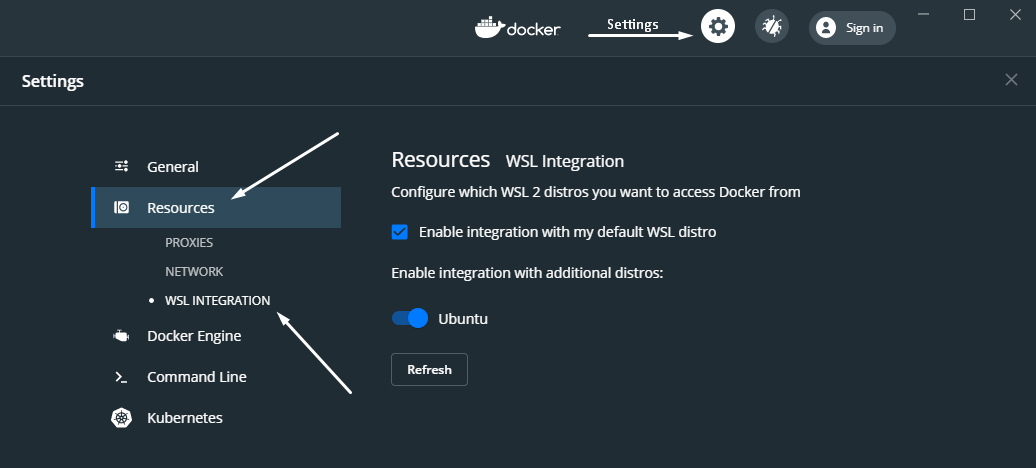 docker
Settings
Sign in
Settings
General
Resources
PROXIES
NETWORK
WSL INTEGRATION
Docker Engine
Command Line
Kubernetes
Resources WSL Integration
Configure which WSL 2 distros you want to access Docker from
Enable integration with my default WSL distro
Enable integration with additional distros:
Ubuntu
Refresh